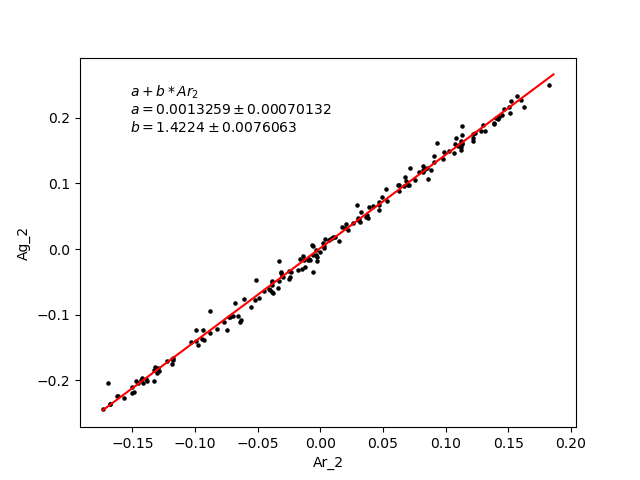 a + b * Ar₂
a = 0.0013259 ± 0.00070132
b = 1.4224 ± 0.0076063
0.2
0.1
0.0
−0.1
−0.2
Ag_2
−0.15 −0.10 −0.05 0.00 0.05 0.10 0.15 0.20
Ar_2